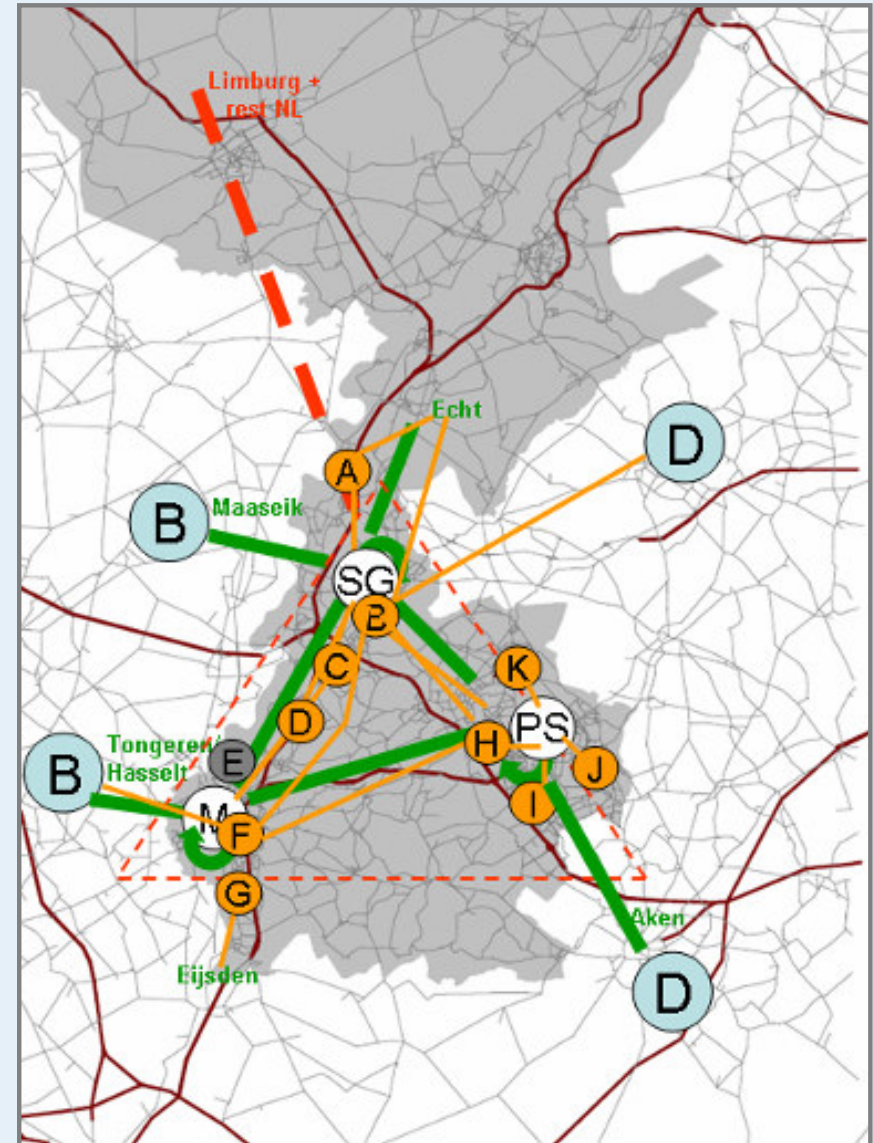 Limburg +
rest NL
Echt
A
D
B
Maaseik
SG
B
C
K
D
PS
H
Tongeren/
Hasselt
E
J
B
I
M
F
G
Aken
Eijsden
D